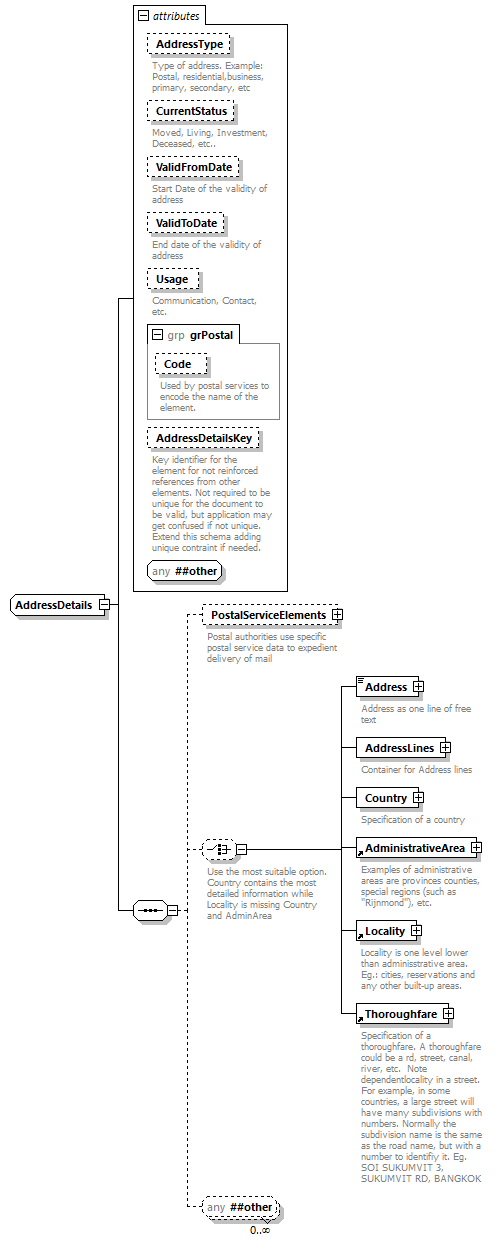 attributes
AddressType
Type of address. Example:
Postal, residential,business,
primary, secondary, etc
CurrentStatus
Moved, Living, Investment,
Deceased, etc..
ValidFromDate
Start Date of the validity of
address
ValidToDate
End date of the validity of
address
Usage
Communication, Contact,
etc.
grp grPostal
Code
Used by postal services to
encode the name of the
element.
AddressDetailsKey
Key identifier for the
element for not reinforced
references from other
elements. Not required to be
unique for the document to
be valid, but application may
get confused if not unique.
Extend this schema adding
unique contraint if needed.
any ##other
AddressDetails
PostalServiceElements
Postal authorities use specific
postal service data to expedient
delivery of mail
Address
Address as one line of free
text
AddressLines
Container for Address lines
Country
Specification of a country
Use the most suitable option.
Country contains the most
detailed information while
Locality is missing Country
and AdminArea
AdministrativeArea
Examples of administrative
areas are provinces counties,
special regions (such as
"Rijnmond"), etc.
Locality
Locality is one level lower
than adminisstrative area.
Eg.: cities, reservations and
any other built-up areas.
Thoroughfare
Specification of a
thoroughfare. A thoroughfare
could be a rd, street, canal,
river, etc.  Note
dependentlocality in a street.
For example, in some
countries, a large street will
have many subdivisions with
numbers. Normally the
subdivision name is the same
as the road name, but with a
number to identifiy it. Eg.
SOI SUKUMVIT 3,
SUKUMVIT RD, BANGKOK
any ##other
0..∞